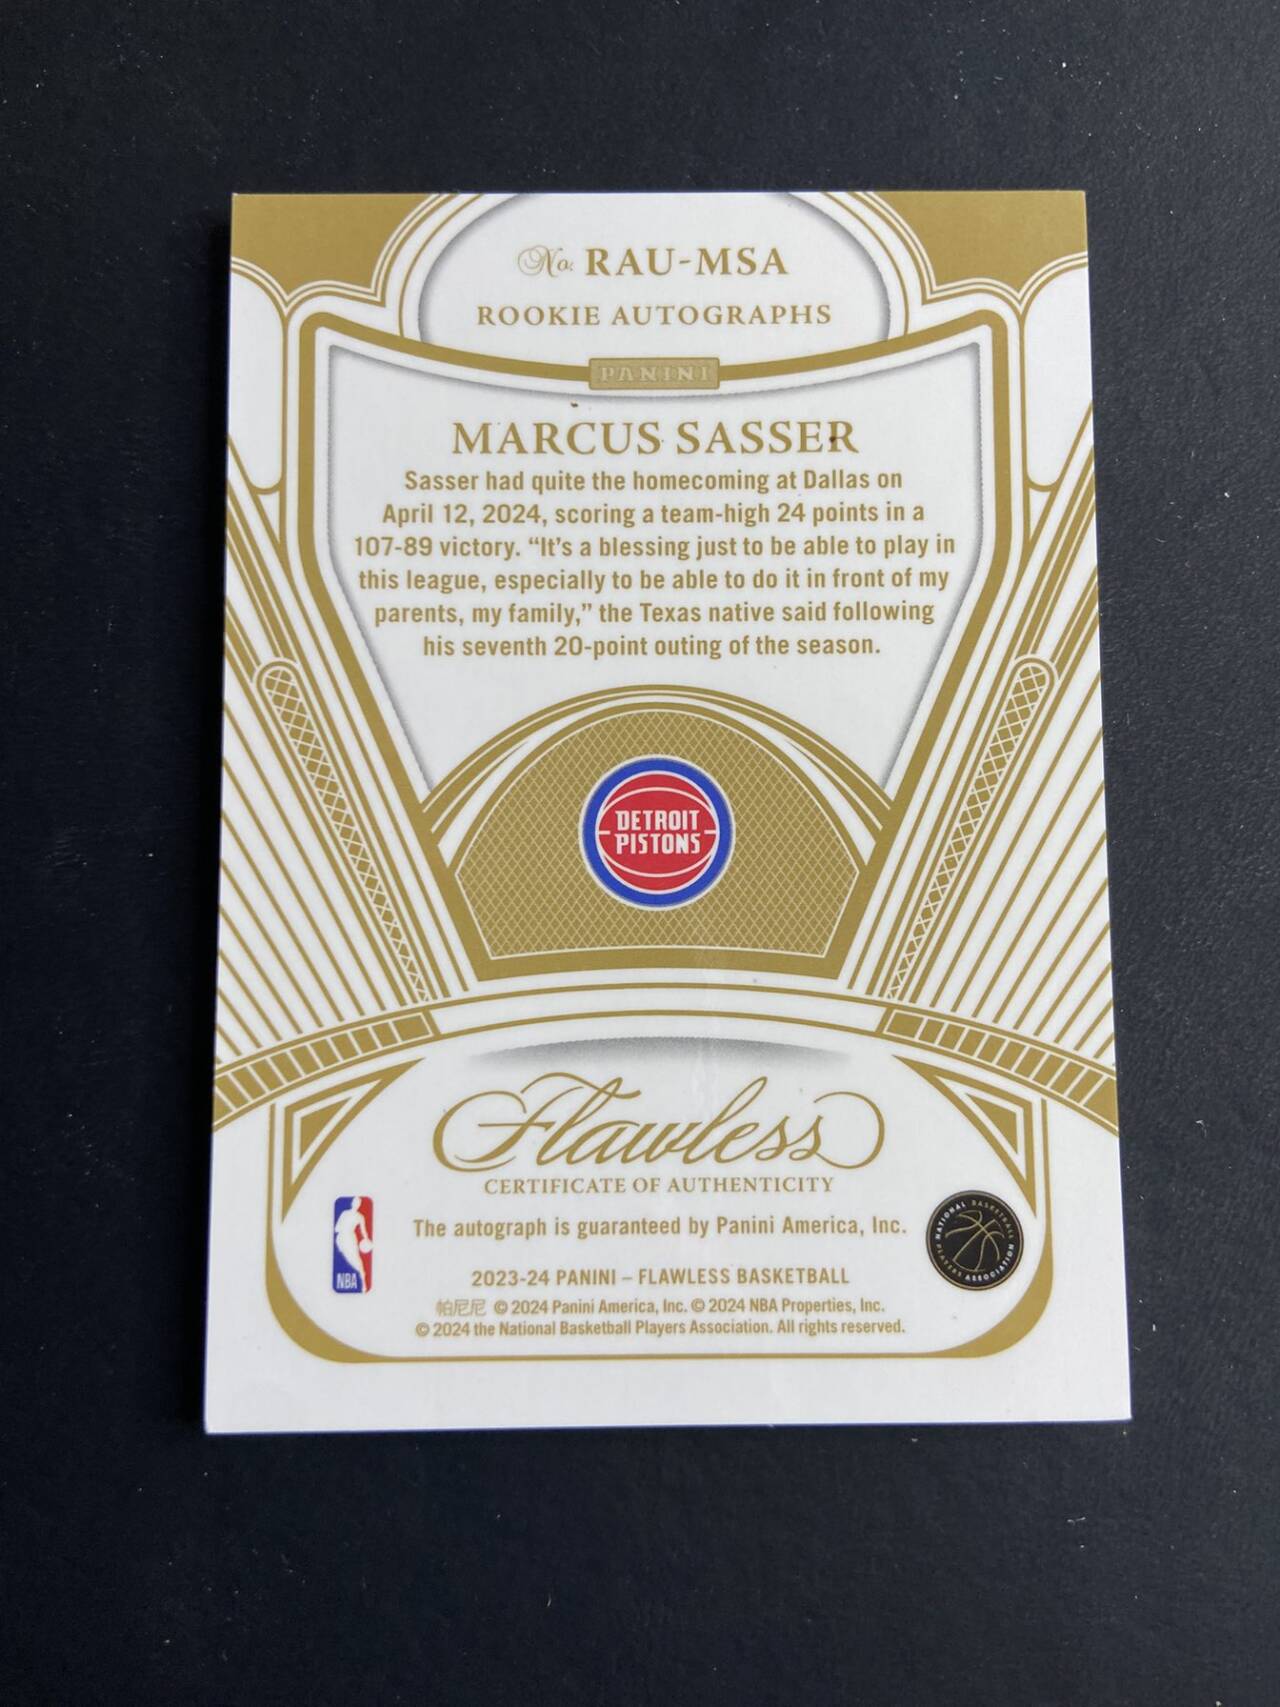 No. RAU-MSA
ROOKIE AUTOGRAPHS
PANINI
MARCUS SASSER
Sasser had quite the homecoming at Dallas on
April 12, 2024, scoring a team-high 24 points in a
107-89 victory. “It’s a blessing just to be able to play in
this league, especially to be able to do it in front of my
parents, my family,” the Texas native said following
his seventh 20-point outing of the season.
DETROIT
PISTONS
Flawless
CERTIFICATE OF AUTHENTICITY
The autograph is guaranteed by Panini America, Inc.
NBA
NATIONAL BASKETBALL
PLAYERS ASSOCIATION
2023-24 PANINI – FLAWLESS BASKETBALL
帕尼尼 © 2024 Panini America, Inc. © 2024 NBA Properties, Inc.
© 2024 the National Basketball Players Association. All rights reserved.